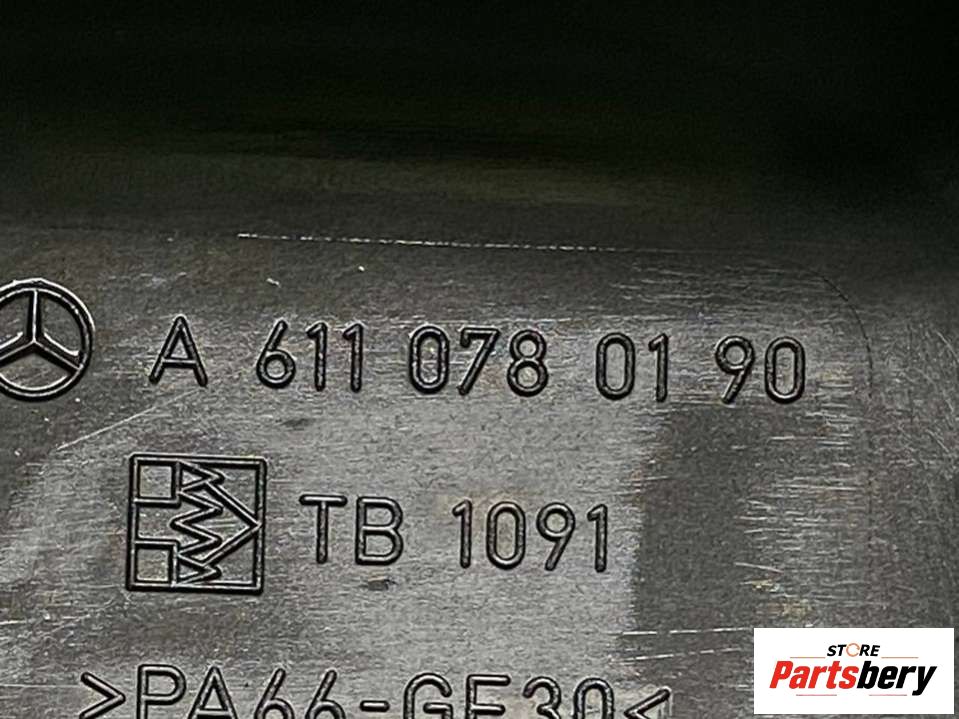 A 611 078 01 90
TB 1091
>PA66-GF30<
STORE
Partsbery